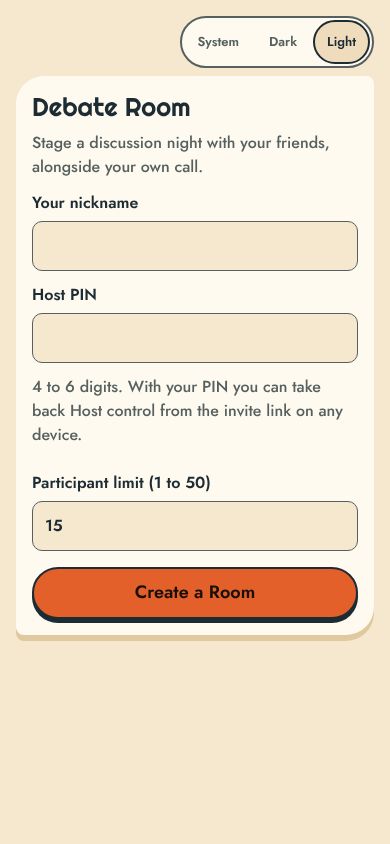 System Dark Light
Debate Room
Stage a discussion night with your friends,
alongside your own call.
Your nickname
Host PIN
4 to 6 digits. With your PIN you can take
back Host control from the invite link on any
device.
Participant limit (1 to 50)
15
Create a Room